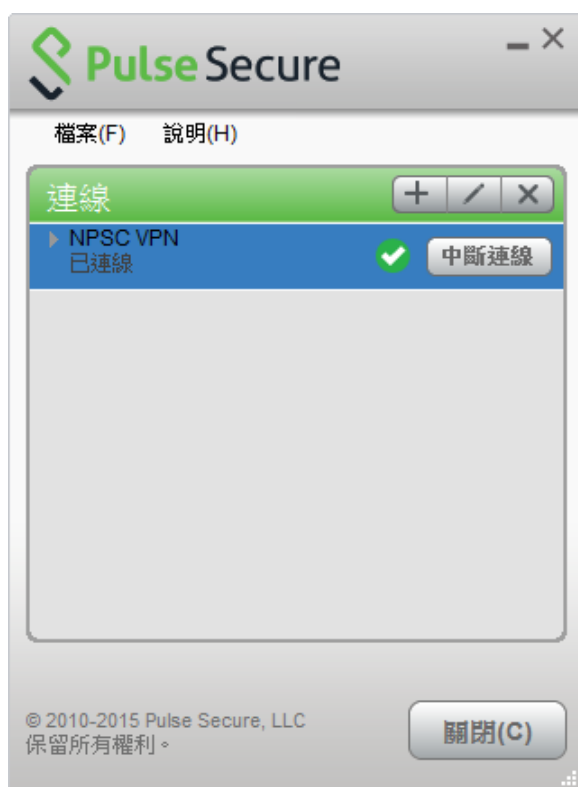 Pulse Secure
檔案(F) 說明(H)
連線
NPSC VPN
已連線
中斷連線
© 2010-2015 Pulse Secure, LLC
保留所有權利。
關閉(C)